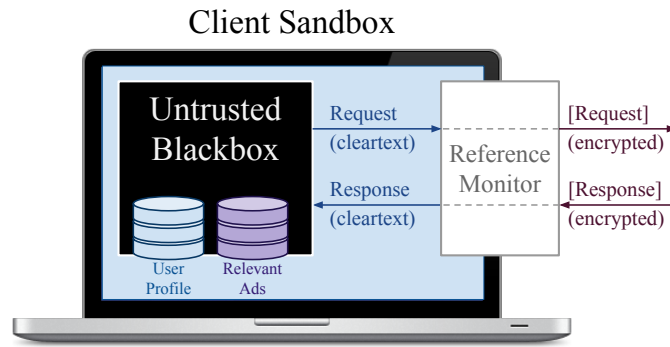 Client Sandbox
Untrusted
Blackbox
Request
(cleartext)
Response
(cleartext)
Reference
Monitor
[Request]
(encrypted)
[Response]
(encrypted)
User
Profile
Relevant
Ads